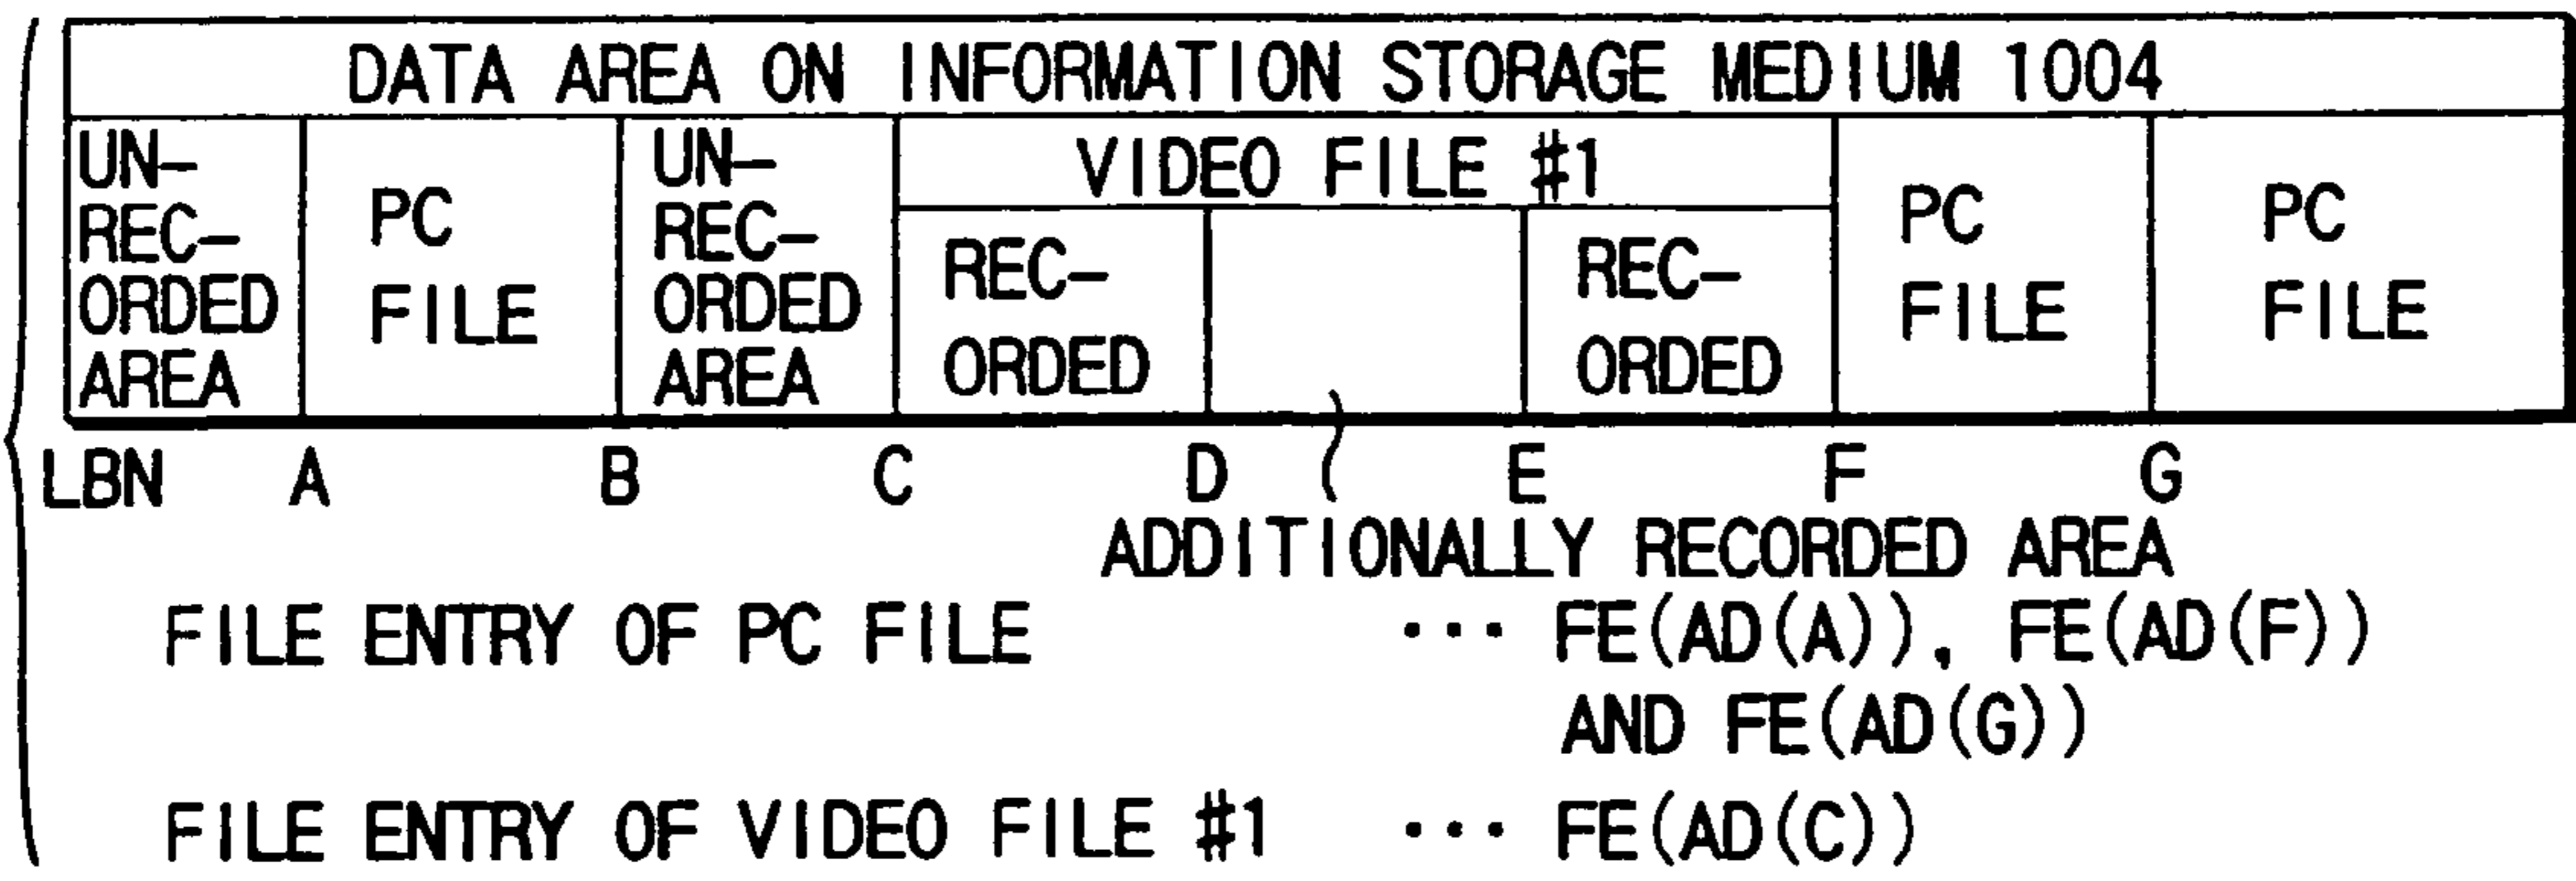 DATA AREA ON INFORMATION STORAGE MEDIUM 1004
UN-
REC-
ORDED
AREA
PC
FILE
UN-
REC-
ORDED
AREA
VIDEO FILE #1
REC-
ORDED
REC-
ORDED
PC
FILE
PC
FILE
LBN A B C D E F G
ADDITIONALLY RECORDED AREA
FILE ENTRY OF PC FILE ··· FE(AD(A)), FE(AD(F))
AND FE(AD(G))
FILE ENTRY OF VIDEO FILE #1 ··· FE(AD(C))